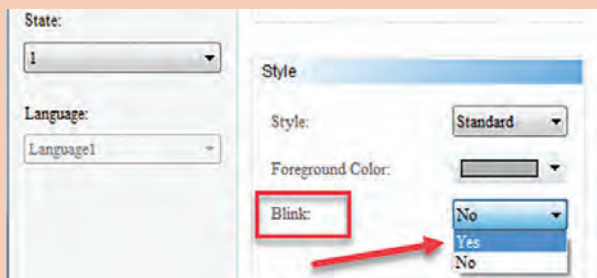 State:
1
Language:
Language1
Style
Style:
Standard
Foreground Color:
Blink:
No
Yes
No